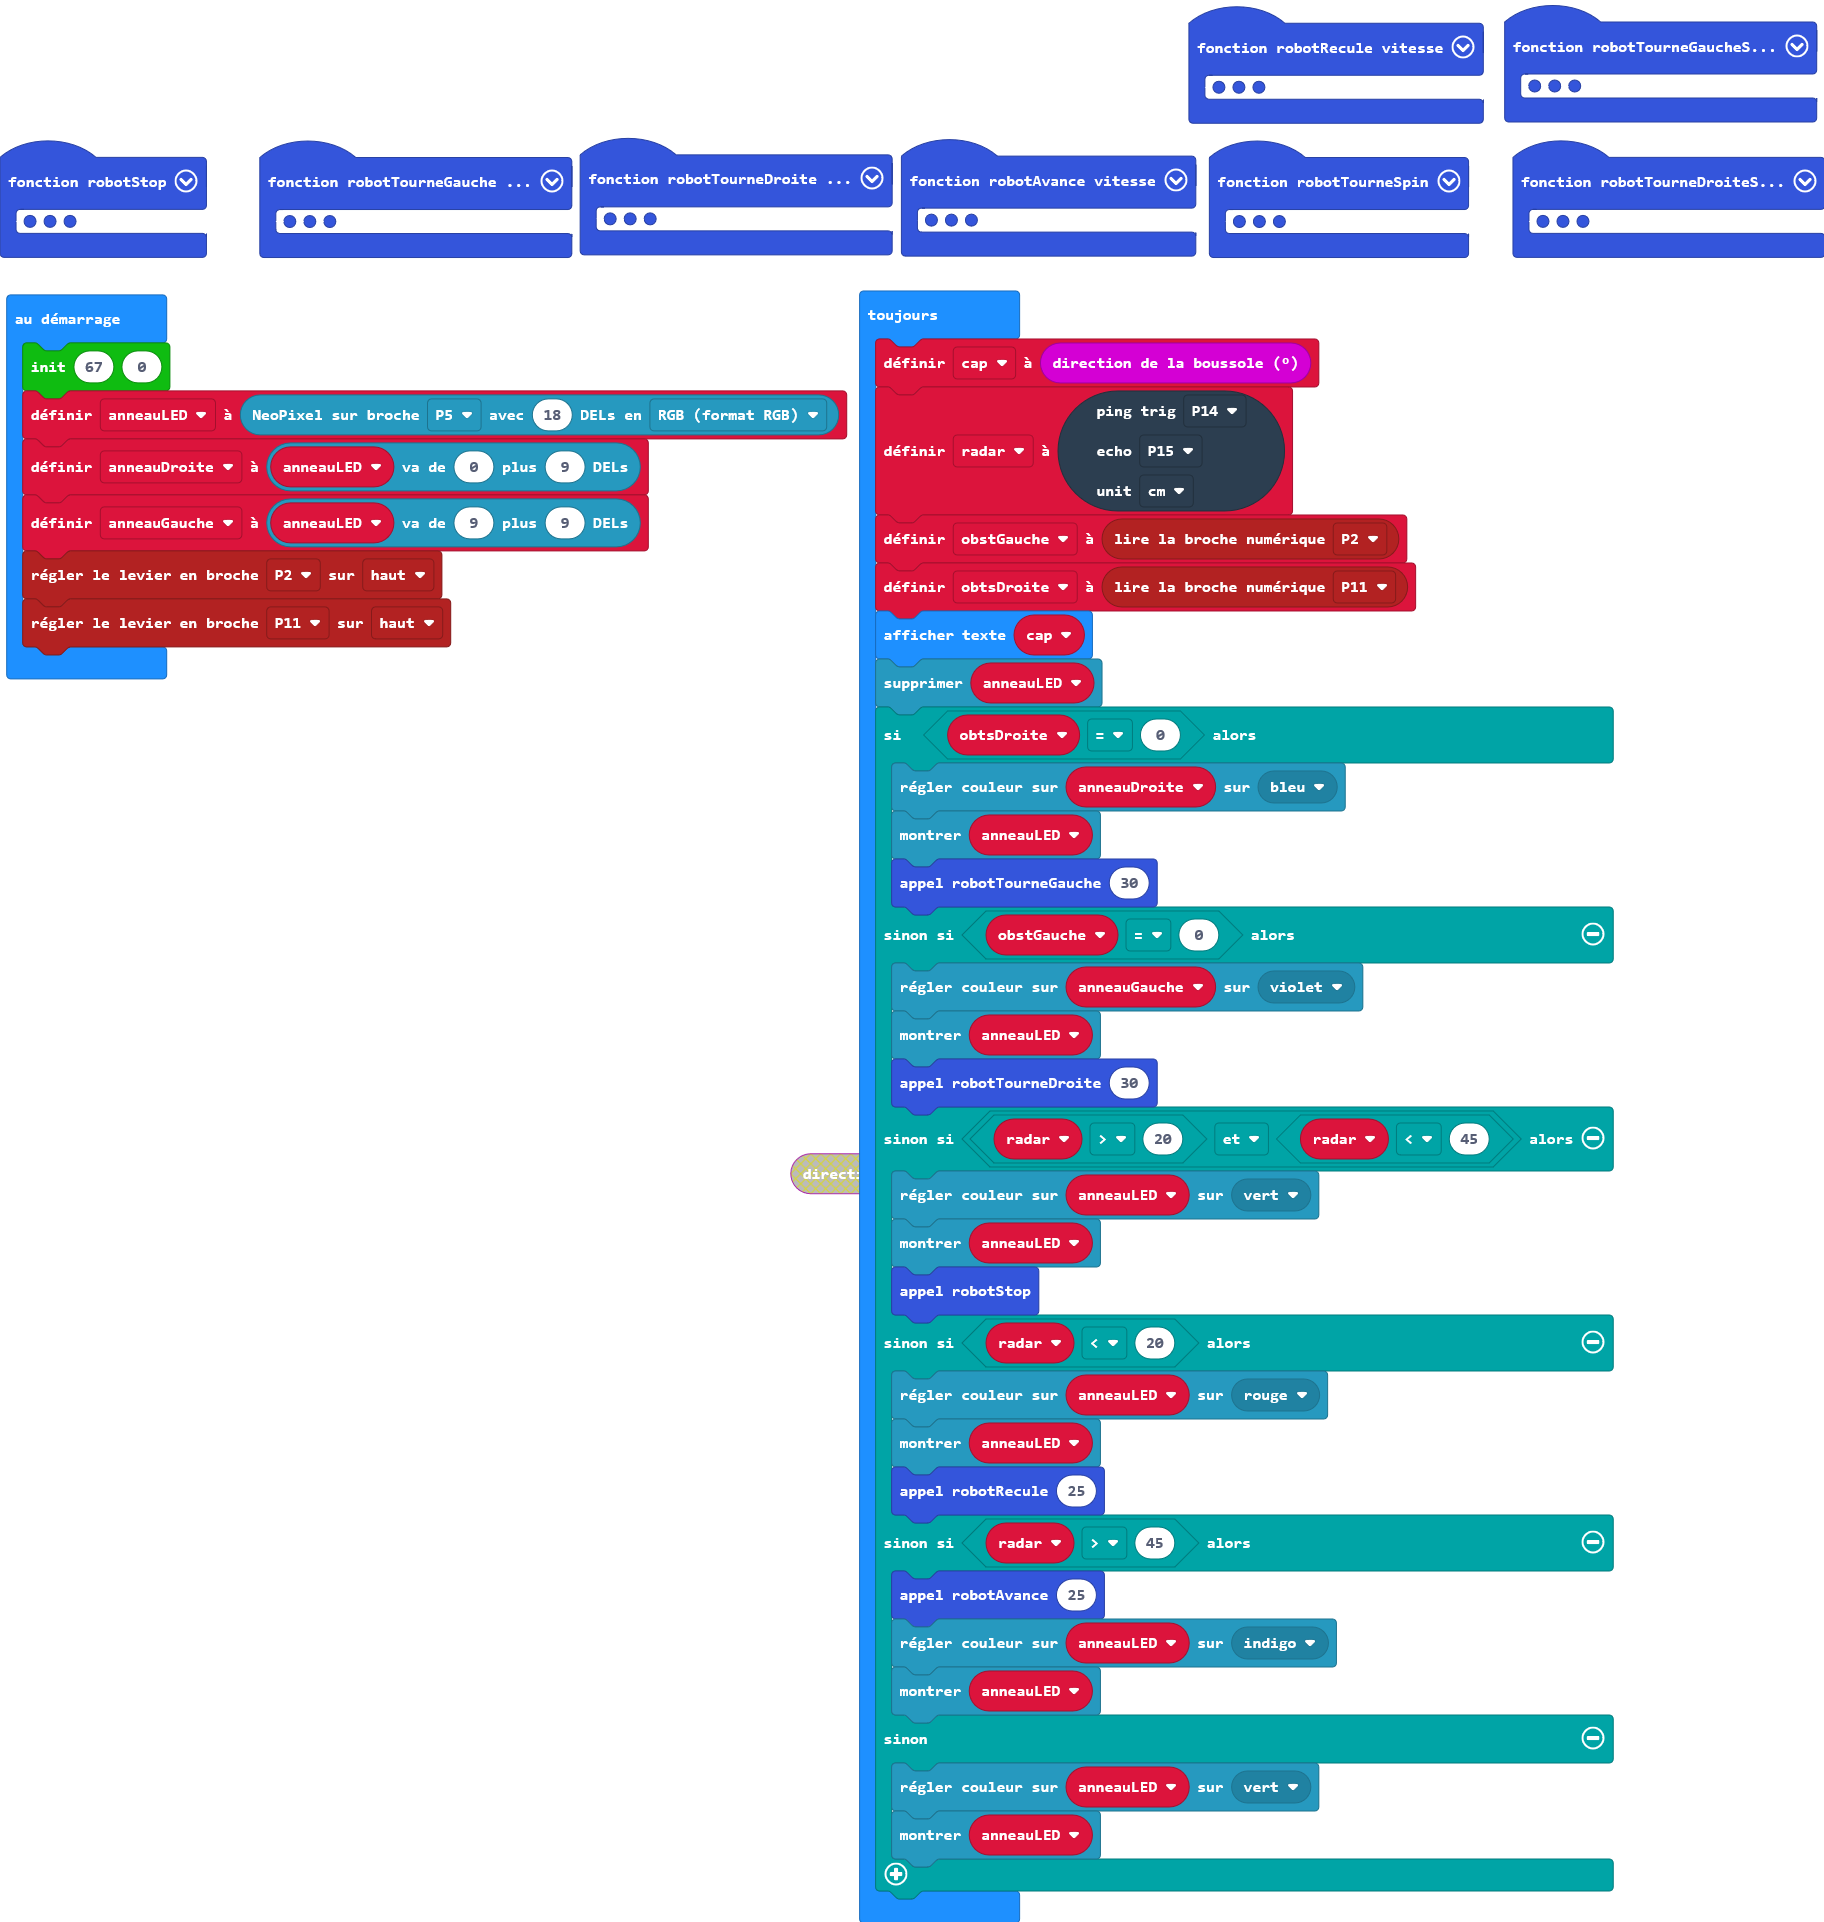 fonction robotRecule vitesse
fonction robotTourneGaucheS...
fonction robotStop
fonction robotTourneGauche ...
fonction robotTourneDroite ...
fonction robotAvance vitesse
fonction robotTourneSpin
fonction robotTourneDroiteS...
au démarrage
init 67 0
définir anneauLED à NeoPixel sur broche P5 avec 18 DELs en RGB (format RGB)
définir anneauDroite à anneauLED va de 0 plus 9 DELs
définir anneauGauche à anneauLED va de 9 plus 9 DELs
régler le levier en broche P2 sur haut
régler le levier en broche P11 sur haut
toujours
définir cap à direction de la boussole (°)
définir radar à ping trig P14
echo P15
unit cm
définir obstGauche à lire la broche numérique P2
définir obtsDroite à lire la broche numérique P11
afficher texte cap
supprimer anneauLED
si obtsDroite = 0 alors
régler couleur sur anneauDroite sur bleu
montrer anneauLED
appel robotTourneGauche 30
sinon si obstGauche = 0 alors
régler couleur sur anneauGauche sur violet
montrer anneauLED
appel robotTourneDroite 30
sinon si radar > 20 et radar < 45 alors
directi
régler couleur sur anneauLED sur vert
montrer anneauLED
appel robotStop
sinon si radar < 20 alors
régler couleur sur anneauLED sur rouge
montrer anneauLED
appel robotRecule 25
sinon si radar > 45 alors
appel robotAvance 25
régler couleur sur anneauLED sur indigo
montrer anneauLED
sinon
régler couleur sur anneauLED sur vert
montrer anneauLED